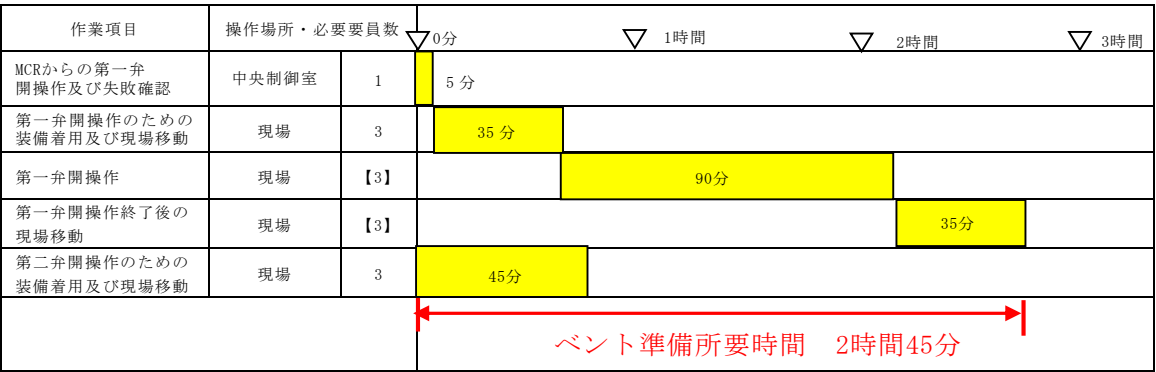 作業項目 操作場所・必要要員数 0分 1時間 2時間 3時間
MCRからの第一弁
開操作及び失敗確認 中央制御室 1 5分
第一弁開操作のための
装備着用及び現場移動 現場 3 35分
第一弁開操作 現場 【3】 90分
第一弁開操作終了後の
現場移動 現場 【3】 35分
第二弁開操作のための
装備着用及び現場移動 現場 3 45分
ベント準備所要時間 2時間45分